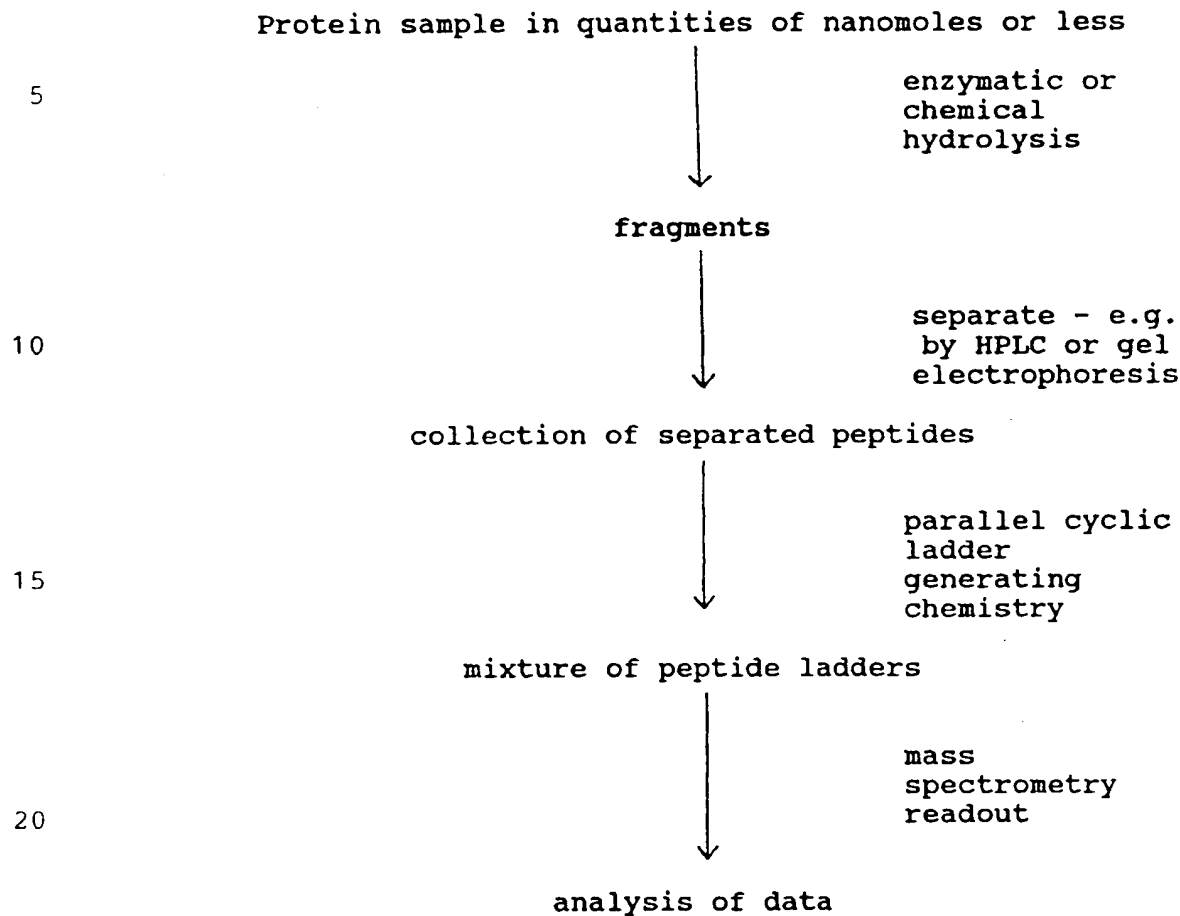 Protein sample in quantities of nanomoles or less
5
enzymatic or
chemical
hydrolysis
fragments
separate - e.g.
10
by HPLC or gel
electrophoresis
collection of separated peptides
parallel cyclic
ladder
15
generating
chemistry
mixture of peptide ladders
mass
spectrometry
20
readout
analysis of data